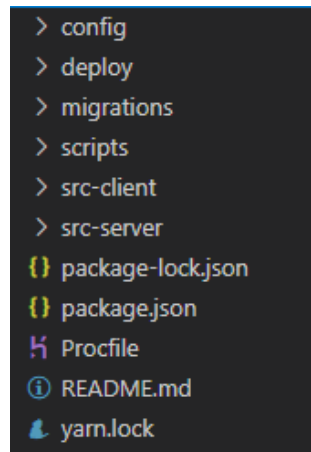 config
deploy
migrations
scripts
src-client
src-server
{} package-lock.json
{} package.json
Procfile
README.md
yarn.lock